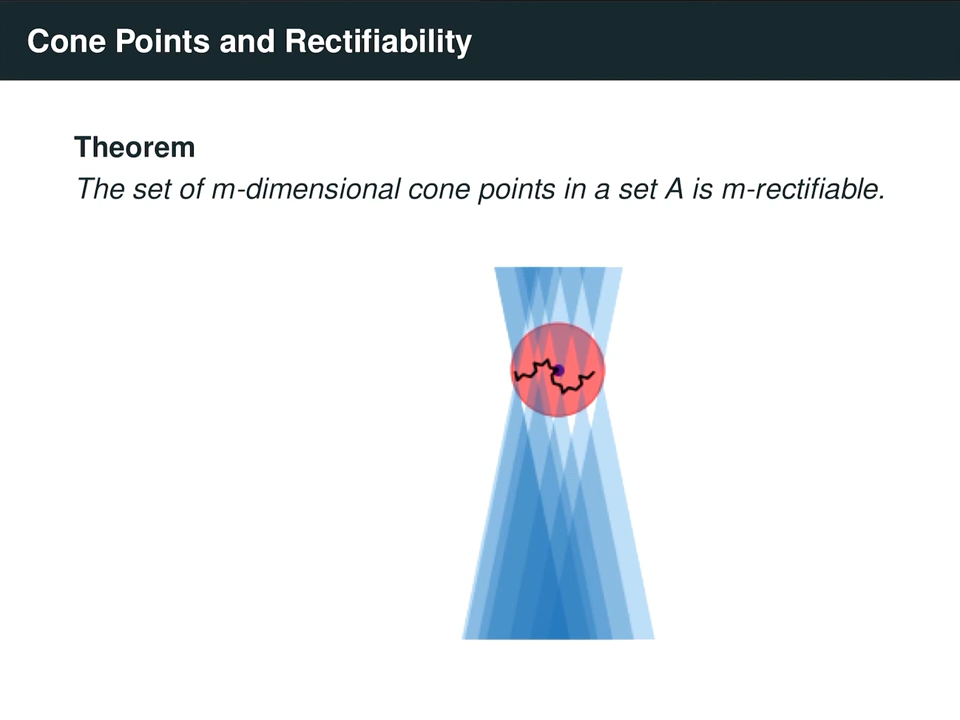 Cone Points and Rectifiability
Theorem
The set of m-dimensional cone points in a set A is m-rectifiable.